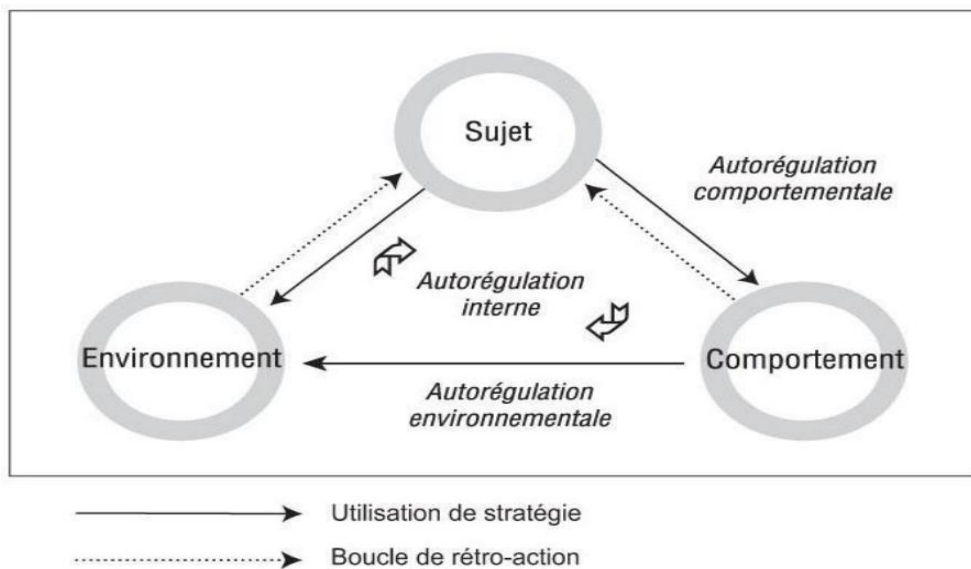 Sujet
Autorégulation
comportementale
Autorégulation
interne
Environnement
Comportement
Autorégulation
environnementale
Utilisation de stratégie
Boucle de rétro-action